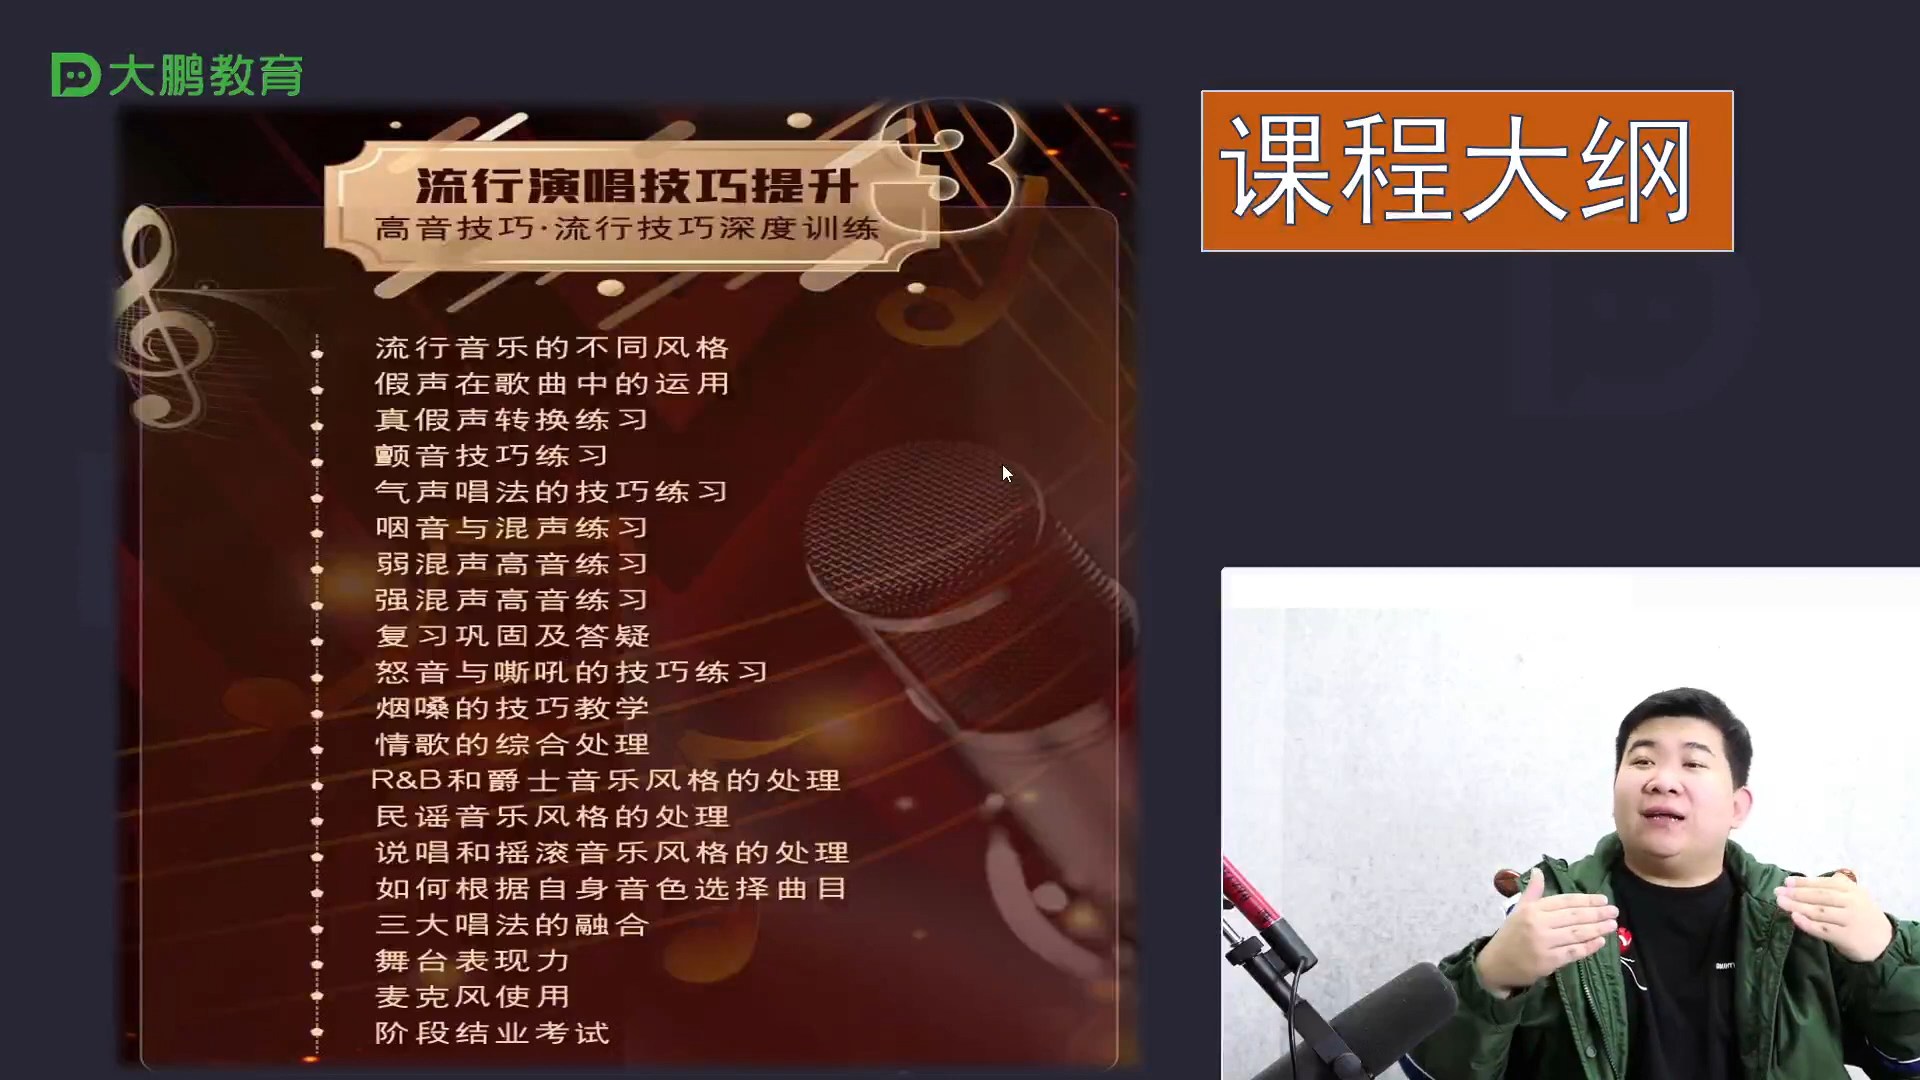 大鹏教育
课程大纲
流行演唱技巧提升
高音技巧·流行技巧深度训练
流行音乐的不同风格
假声在歌曲中的运用
真假声转换练习
颤音技巧练习
气声唱法的技巧练习
咽音与混声练习
弱混声高音练习
强混声高音练习
复习巩固及答疑
怒音与嘶吼的技巧练习
烟嗓的技巧教学
情歌的综合处理
R&B和爵士音乐风格的处理
民谣音乐风格的处理
说唱和摇滚音乐风格的处理
如何根据自身音色选择曲目
三大唱法的融合
舞台表现力
麦克风使用
阶段结业考试